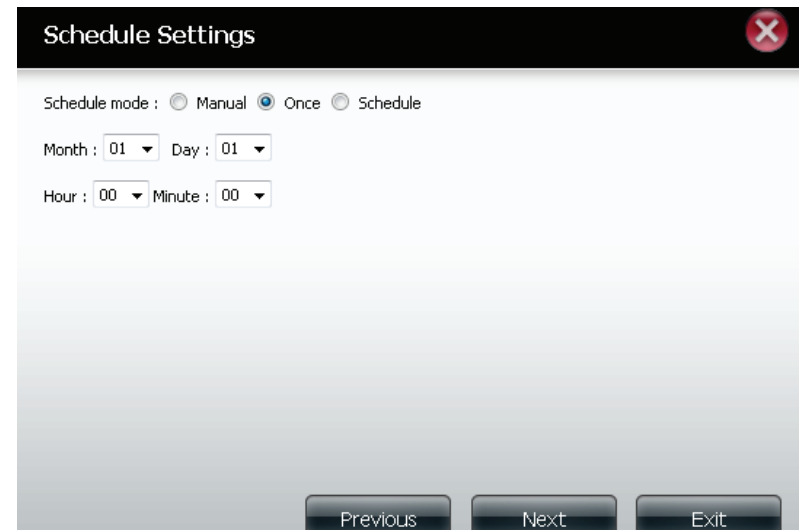 Schedule Settings
Schedule mode : Manual Once Schedule
Month : 01 Day : 01
Hour : 00 Minute : 00
Previous Next Exit